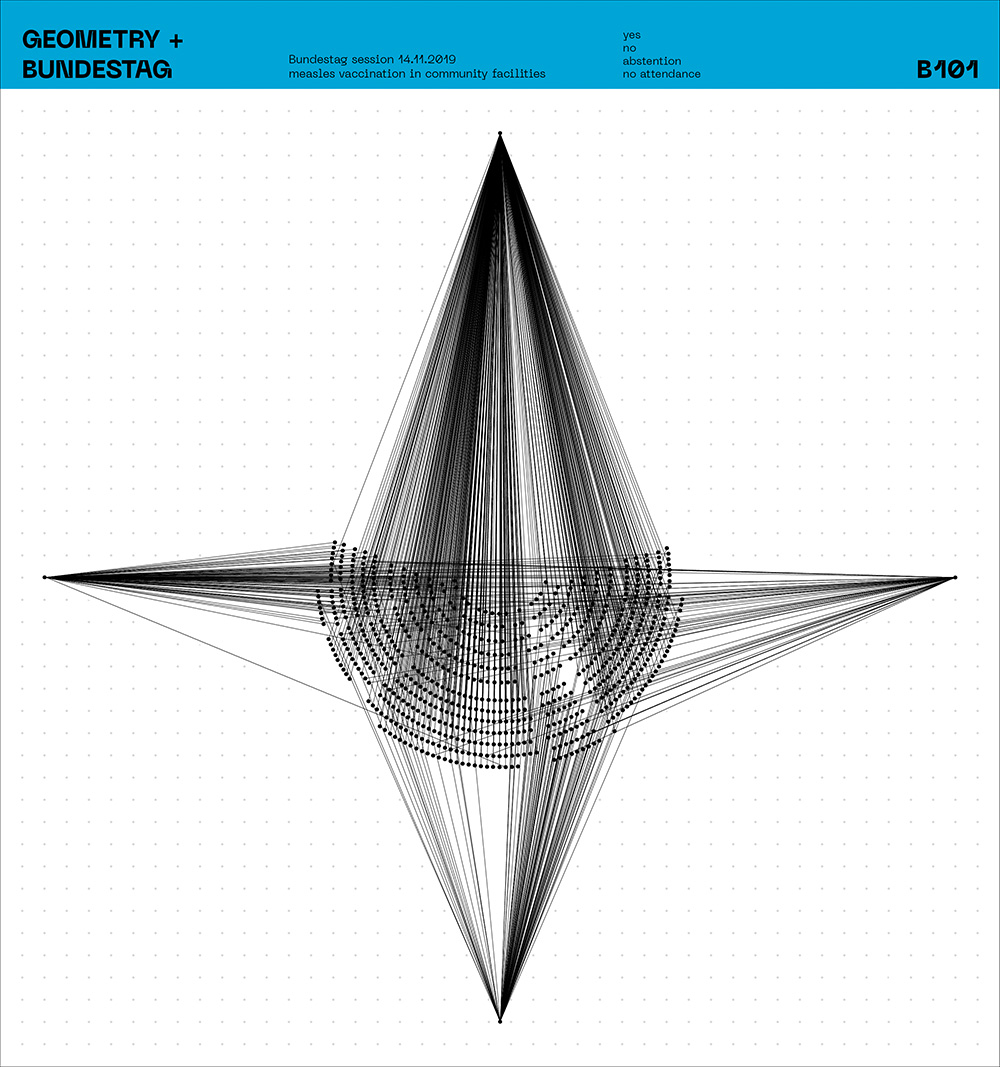 GEOMETRY +
BUNDESTAG
Bundestag session 14.11.2019
measles vaccination in community facilities
yes
no
abstention
no attendance
B101